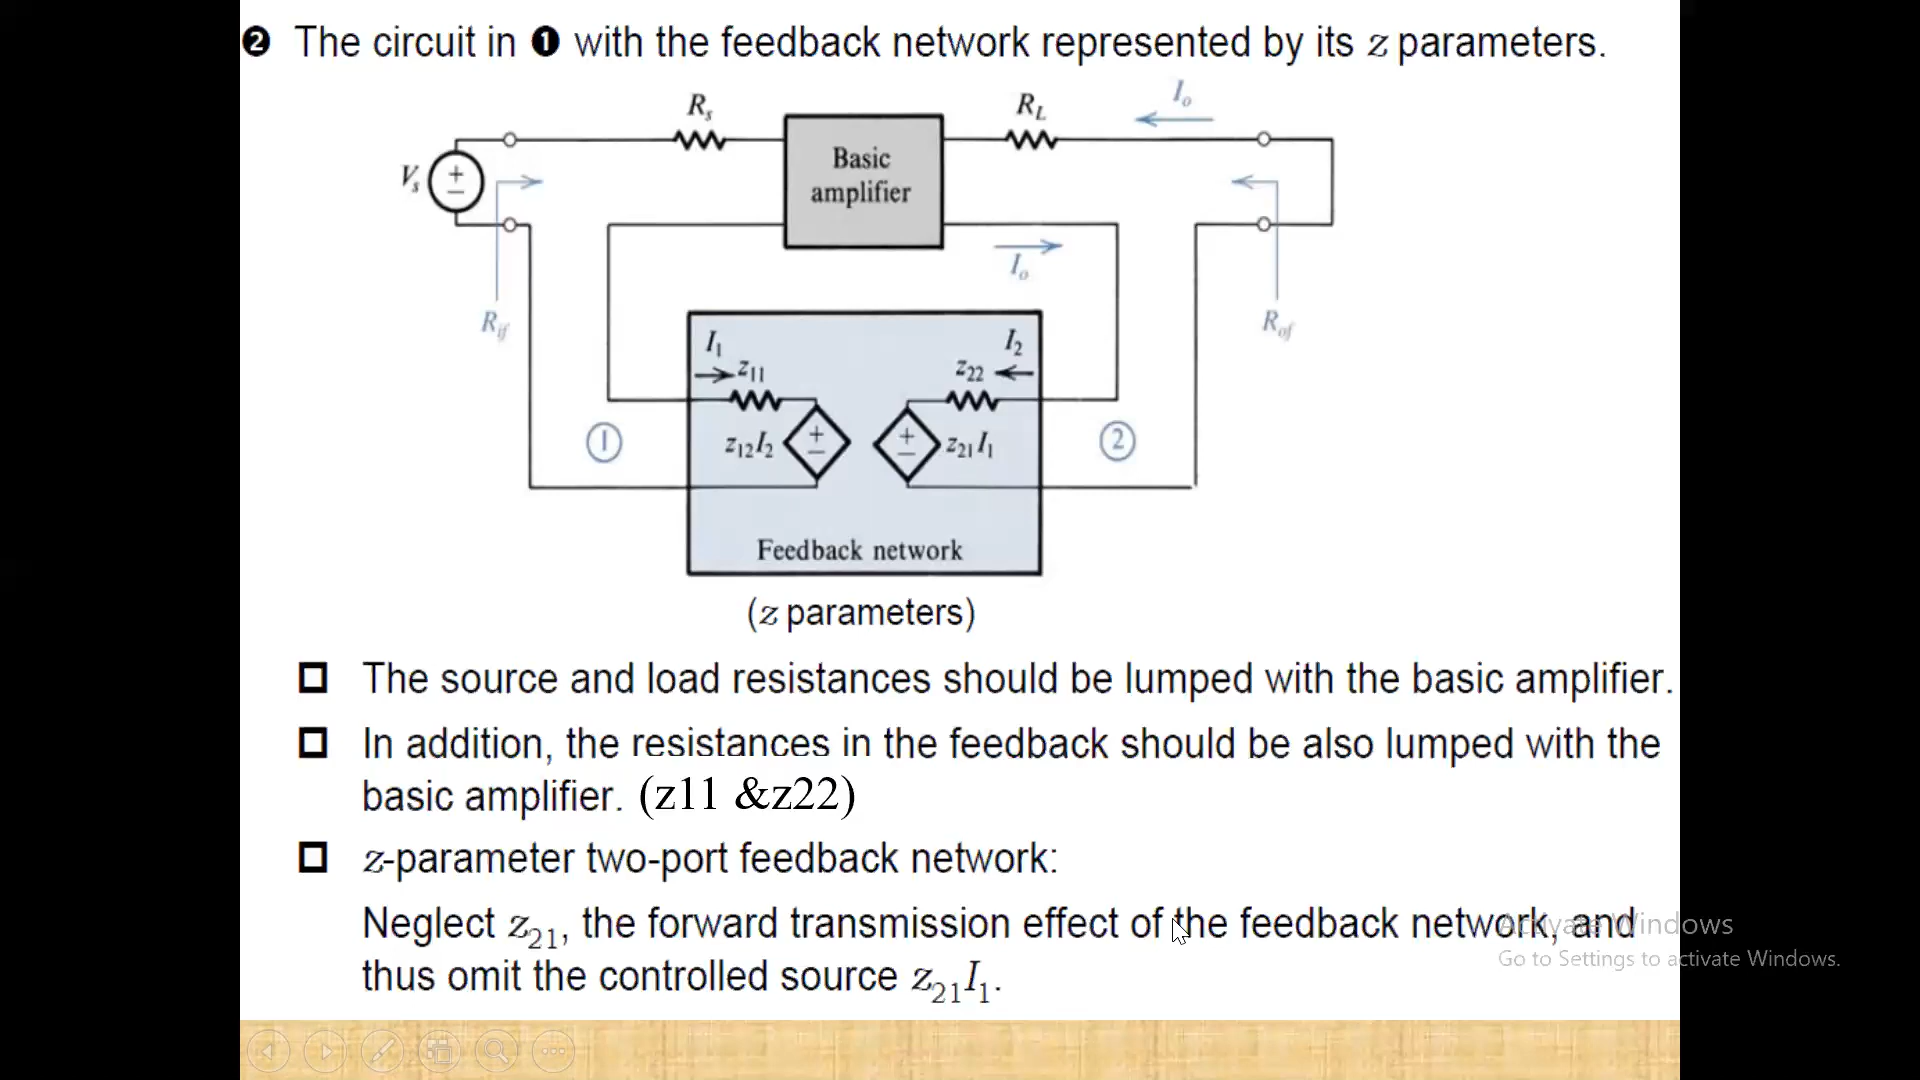 ❷ The circuit in ❶ with the feedback network represented by its z parameters.
Rs
RL
Io
Vs
+
−
Basic
amplifier
Io
Rif
Rof
I1
I2
z11
z22
①
z12I2
+
−
+
−
z21I1
②
Feedback network
(z parameters)
The source and load resistances should be lumped with the basic amplifier.
In addition, the resistances in the feedback should be also lumped with the
basic amplifier. (z11 &z22)
z-parameter two-port feedback network:
Neglect z21, the forward transmission effect of the feedback network, and
thus omit the controlled source z21I1.
Activate Windows
Go to Settings to activate Windows.